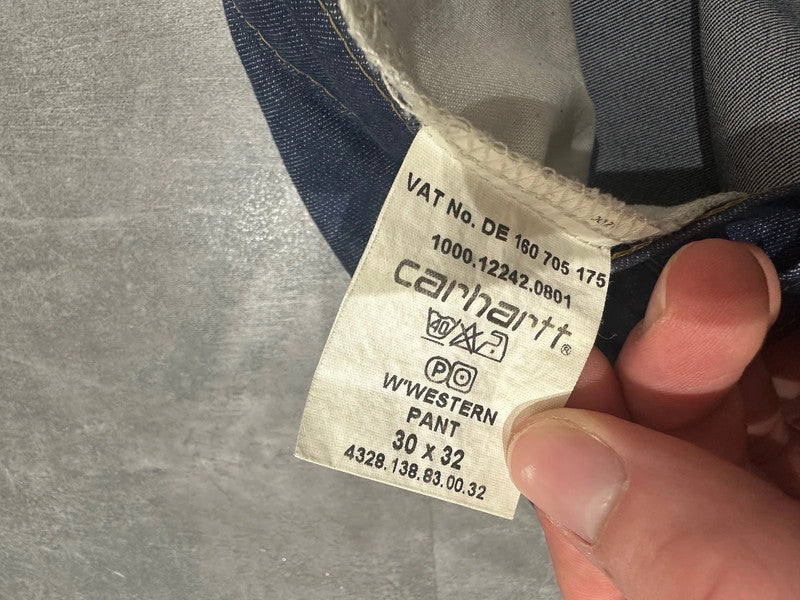 VAT No. DE 160 705 175
1000.12242.0801
carhartt®
40
P
W'WESTERN
PANT
30 x 32
4328.138.83.00.32